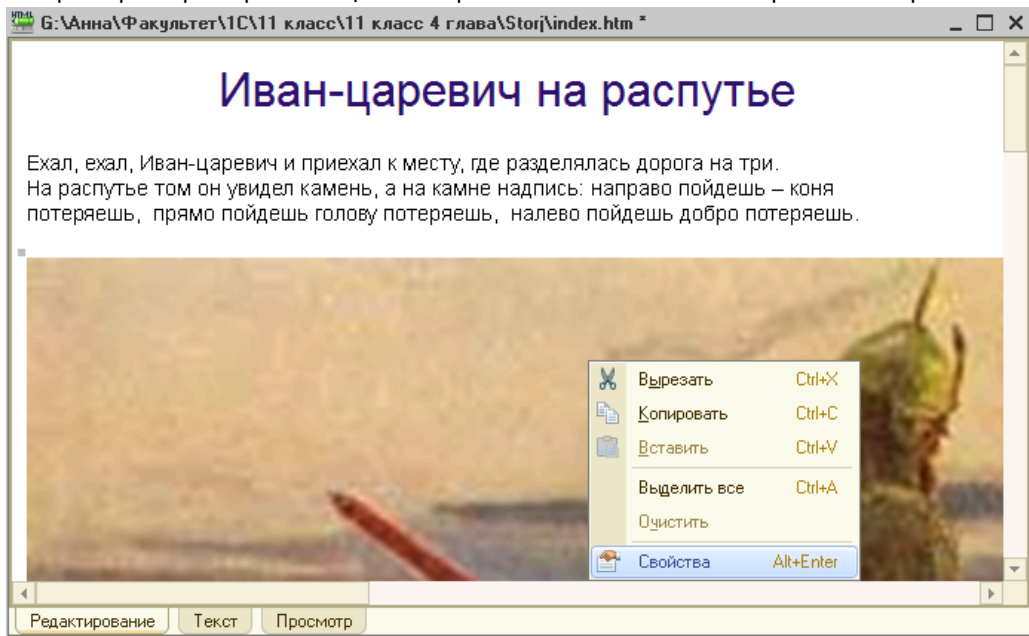 G:\Анна\Факультет\1С\11 класс\11 класс 4 глава\Storj\index.htm *
Иван-царевич на распутье
Ехал, ехал, Иван-царевич и приехал к месту, где разделялась дорога на три.
На распутье том он увидел камень, а на камне надпись: направо пойдешь – коня
потеряешь, прямо пойдешь голову потеряешь, налево пойдешь добро потеряешь.
Вырезать Ctrl+X
Копировать Ctrl+C
Вставить Ctrl+V
Выделить все Ctrl+A
Очистить
Свойства Alt+Enter
Редактирование Текст Просмотр